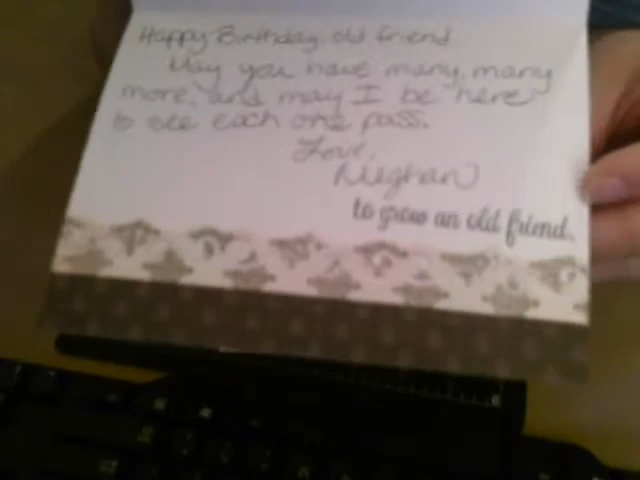 Happy Birthday, old friend
May you have many, many
more, and may I be here
to see each one pass.
Love,
Meghan
to grow an old friend.